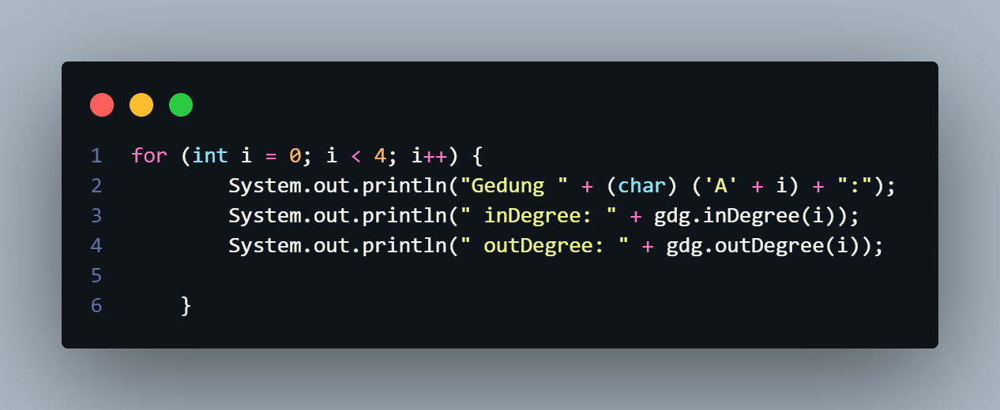 1 for (int i = 0; i < 4; i++) {
2         System.out.println("Gedung " + (char) ('A' + i) + ":");
3         System.out.println(" inDegree: " + gdg.inDegree(i));
4         System.out.println(" outDegree: " + gdg.outDegree(i));
5
6     }